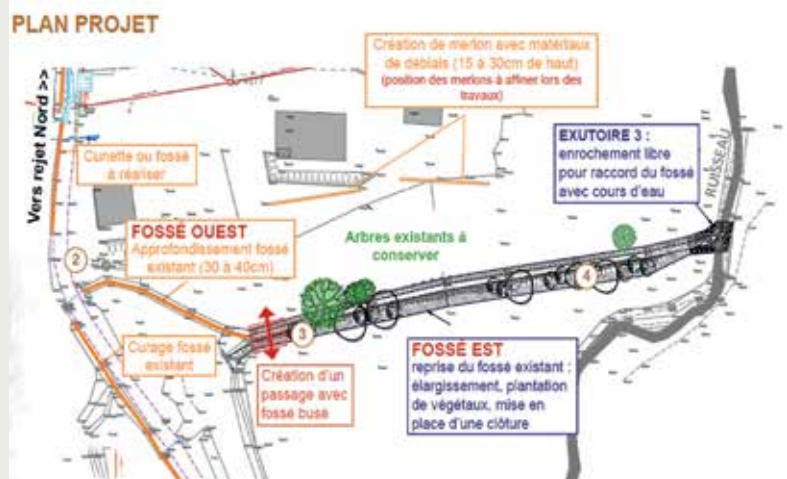 PLAN PROJET
Création de merlon avec matériaux
de déblais (15 à 30cm de haut)
(position des merlons à affiner lors des
travaux)
Vers rejet Nord >>
Cunette ou fossé
à réaliser
EXUTOIRE 3 :
enrochement libre
pour raccord du fossé
avec cours d'eau
RUISSEAU
FOSSÉ OUEST
Approfondissement fossé
existant (30 à 40cm)
Arbres existants à
conserver
2
4
3
Curage fossé
existant
Création d'un
passage avec
fossé busé
FOSSÉ EST
reprise du fossé existant :
élargissement, plantation
de végétaux, mise en
place d'une clôture